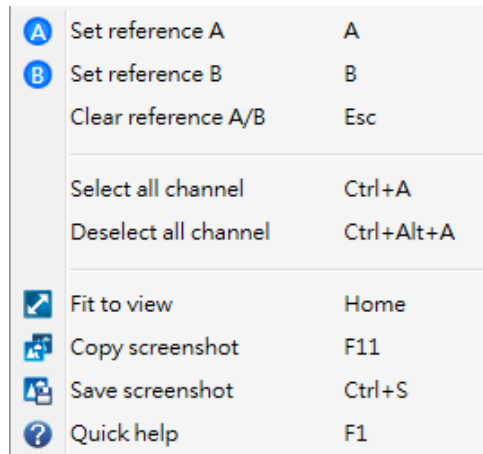 A Set reference A A
B Set reference B B
Clear reference A/B Esc
Select all channel Ctrl+A
Deselect all channel Ctrl+Alt+A
Fit to view Home
Copy screenshot F11
Save screenshot Ctrl+S
? Quick help F1